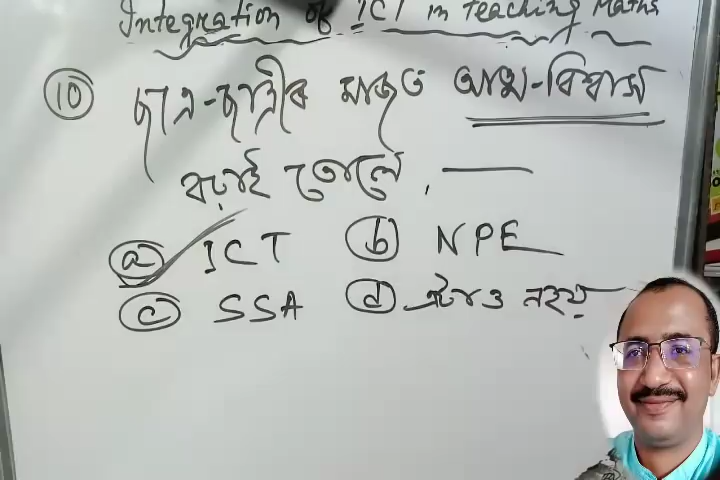 Integration of ICT in Teaching Maths
10 ছাত্ৰ-ছাত্ৰীৰ মাজত আত্ম-বিশ্বাস
বঢ়াই তোলে, —
a ICT b NPE
c SSA d এটাও নহয়